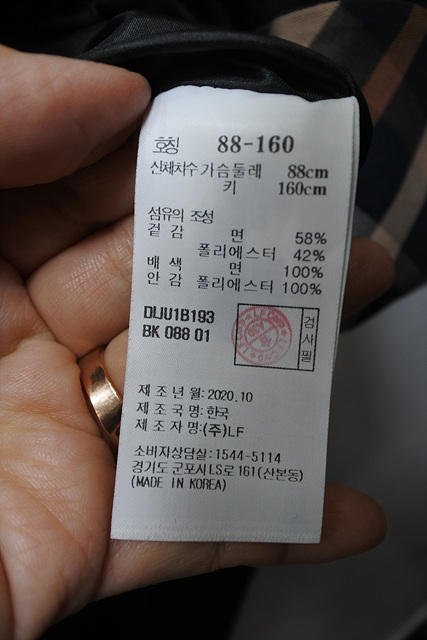 호칭 88-160
신체치수 가슴둘레 88cm
키 160cm
섬유의 조성
겉감 면 58%
폴리에스터 42%
배색 면 100%
안감 폴리에스터 100%
DLJU1B193
BK 088 01
검사필
제조년월:2020.10
제조국명:한국
제조자명:(주)LF
소비자상담실:1544-5114
경기도 군포시LS로 161(산본동)
(MADE IN KOREA)